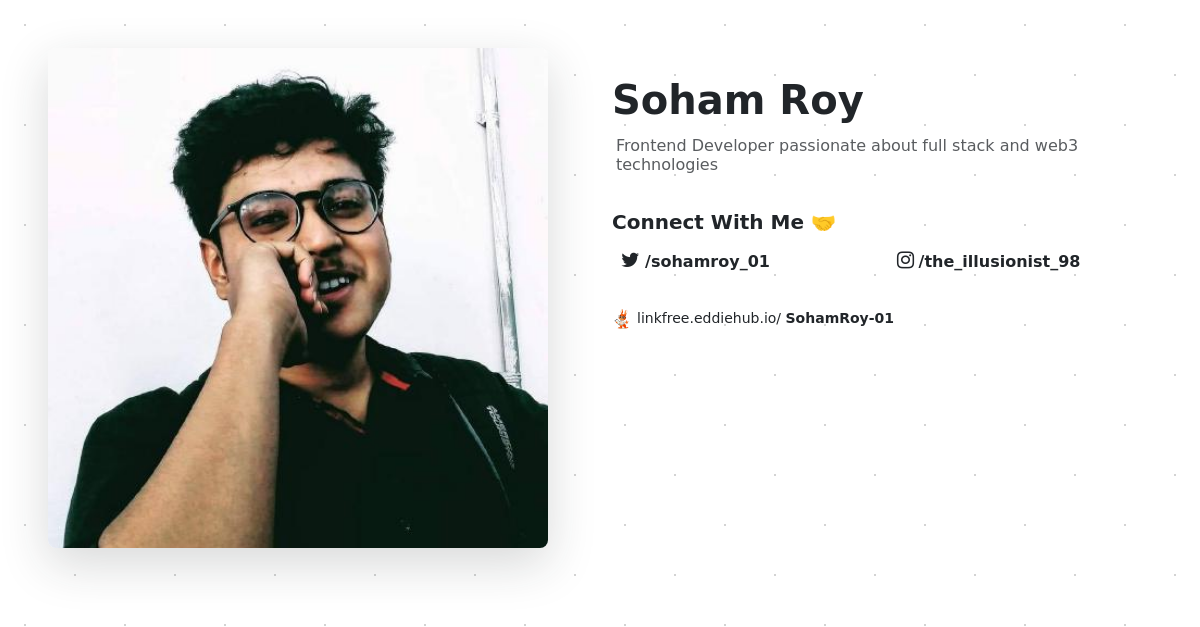 Soham Roy
Frontend Developer passionate about full stack and web3
technologies
Connect With Me 🤝
/sohamroy_01
/the_illusionist_98
linkfree.eddiehub.io/ SohamRoy-01